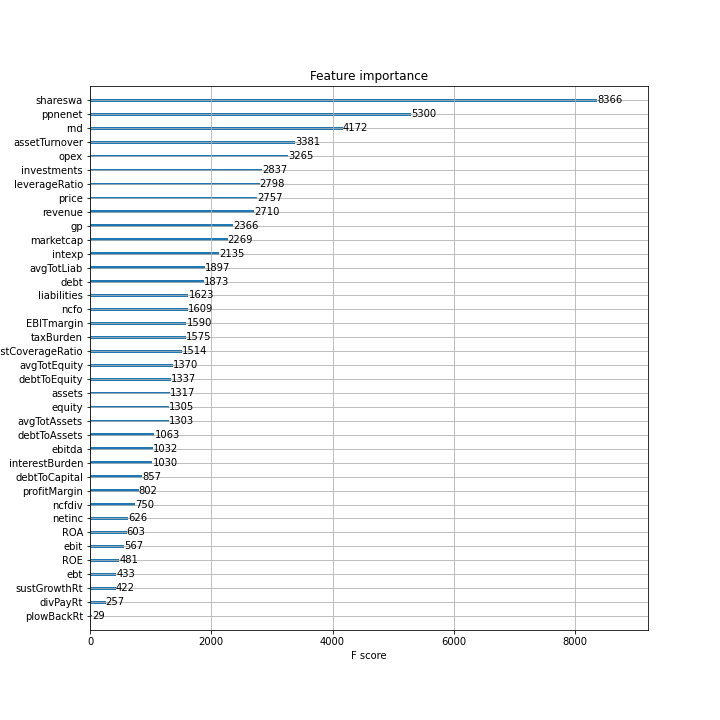 Feature importance
shareswa 8366
ppnenet 5300
rnd 4172
assetTurnover 3381
opex 3265
investments 2837
leverageRatio 2798
price 2757
revenue 2710
gp 2366
marketcap 2269
intexp 2135
avgTotLiab 1897
debt 1873
liabilities 1623
ncfo 1609
EBITmargin 1590
taxBurden 1575
stCoverageRatio 1514
avgTotEquity 1370
debtToEquity 1337
assets 1317
equity 1305
avgTotAssets 1303
debtToAssets 1063
ebitda 1032
interestBurden 1030
debtToCapital 857
profitMargin 802
ncfdiv 750
netinc 626
ROA 603
ebit 567
ROE 481
ebt 433
sustGrowthRt 422
divPayRt 257
plowBackRt 29
0 2000 4000 6000 8000
F score